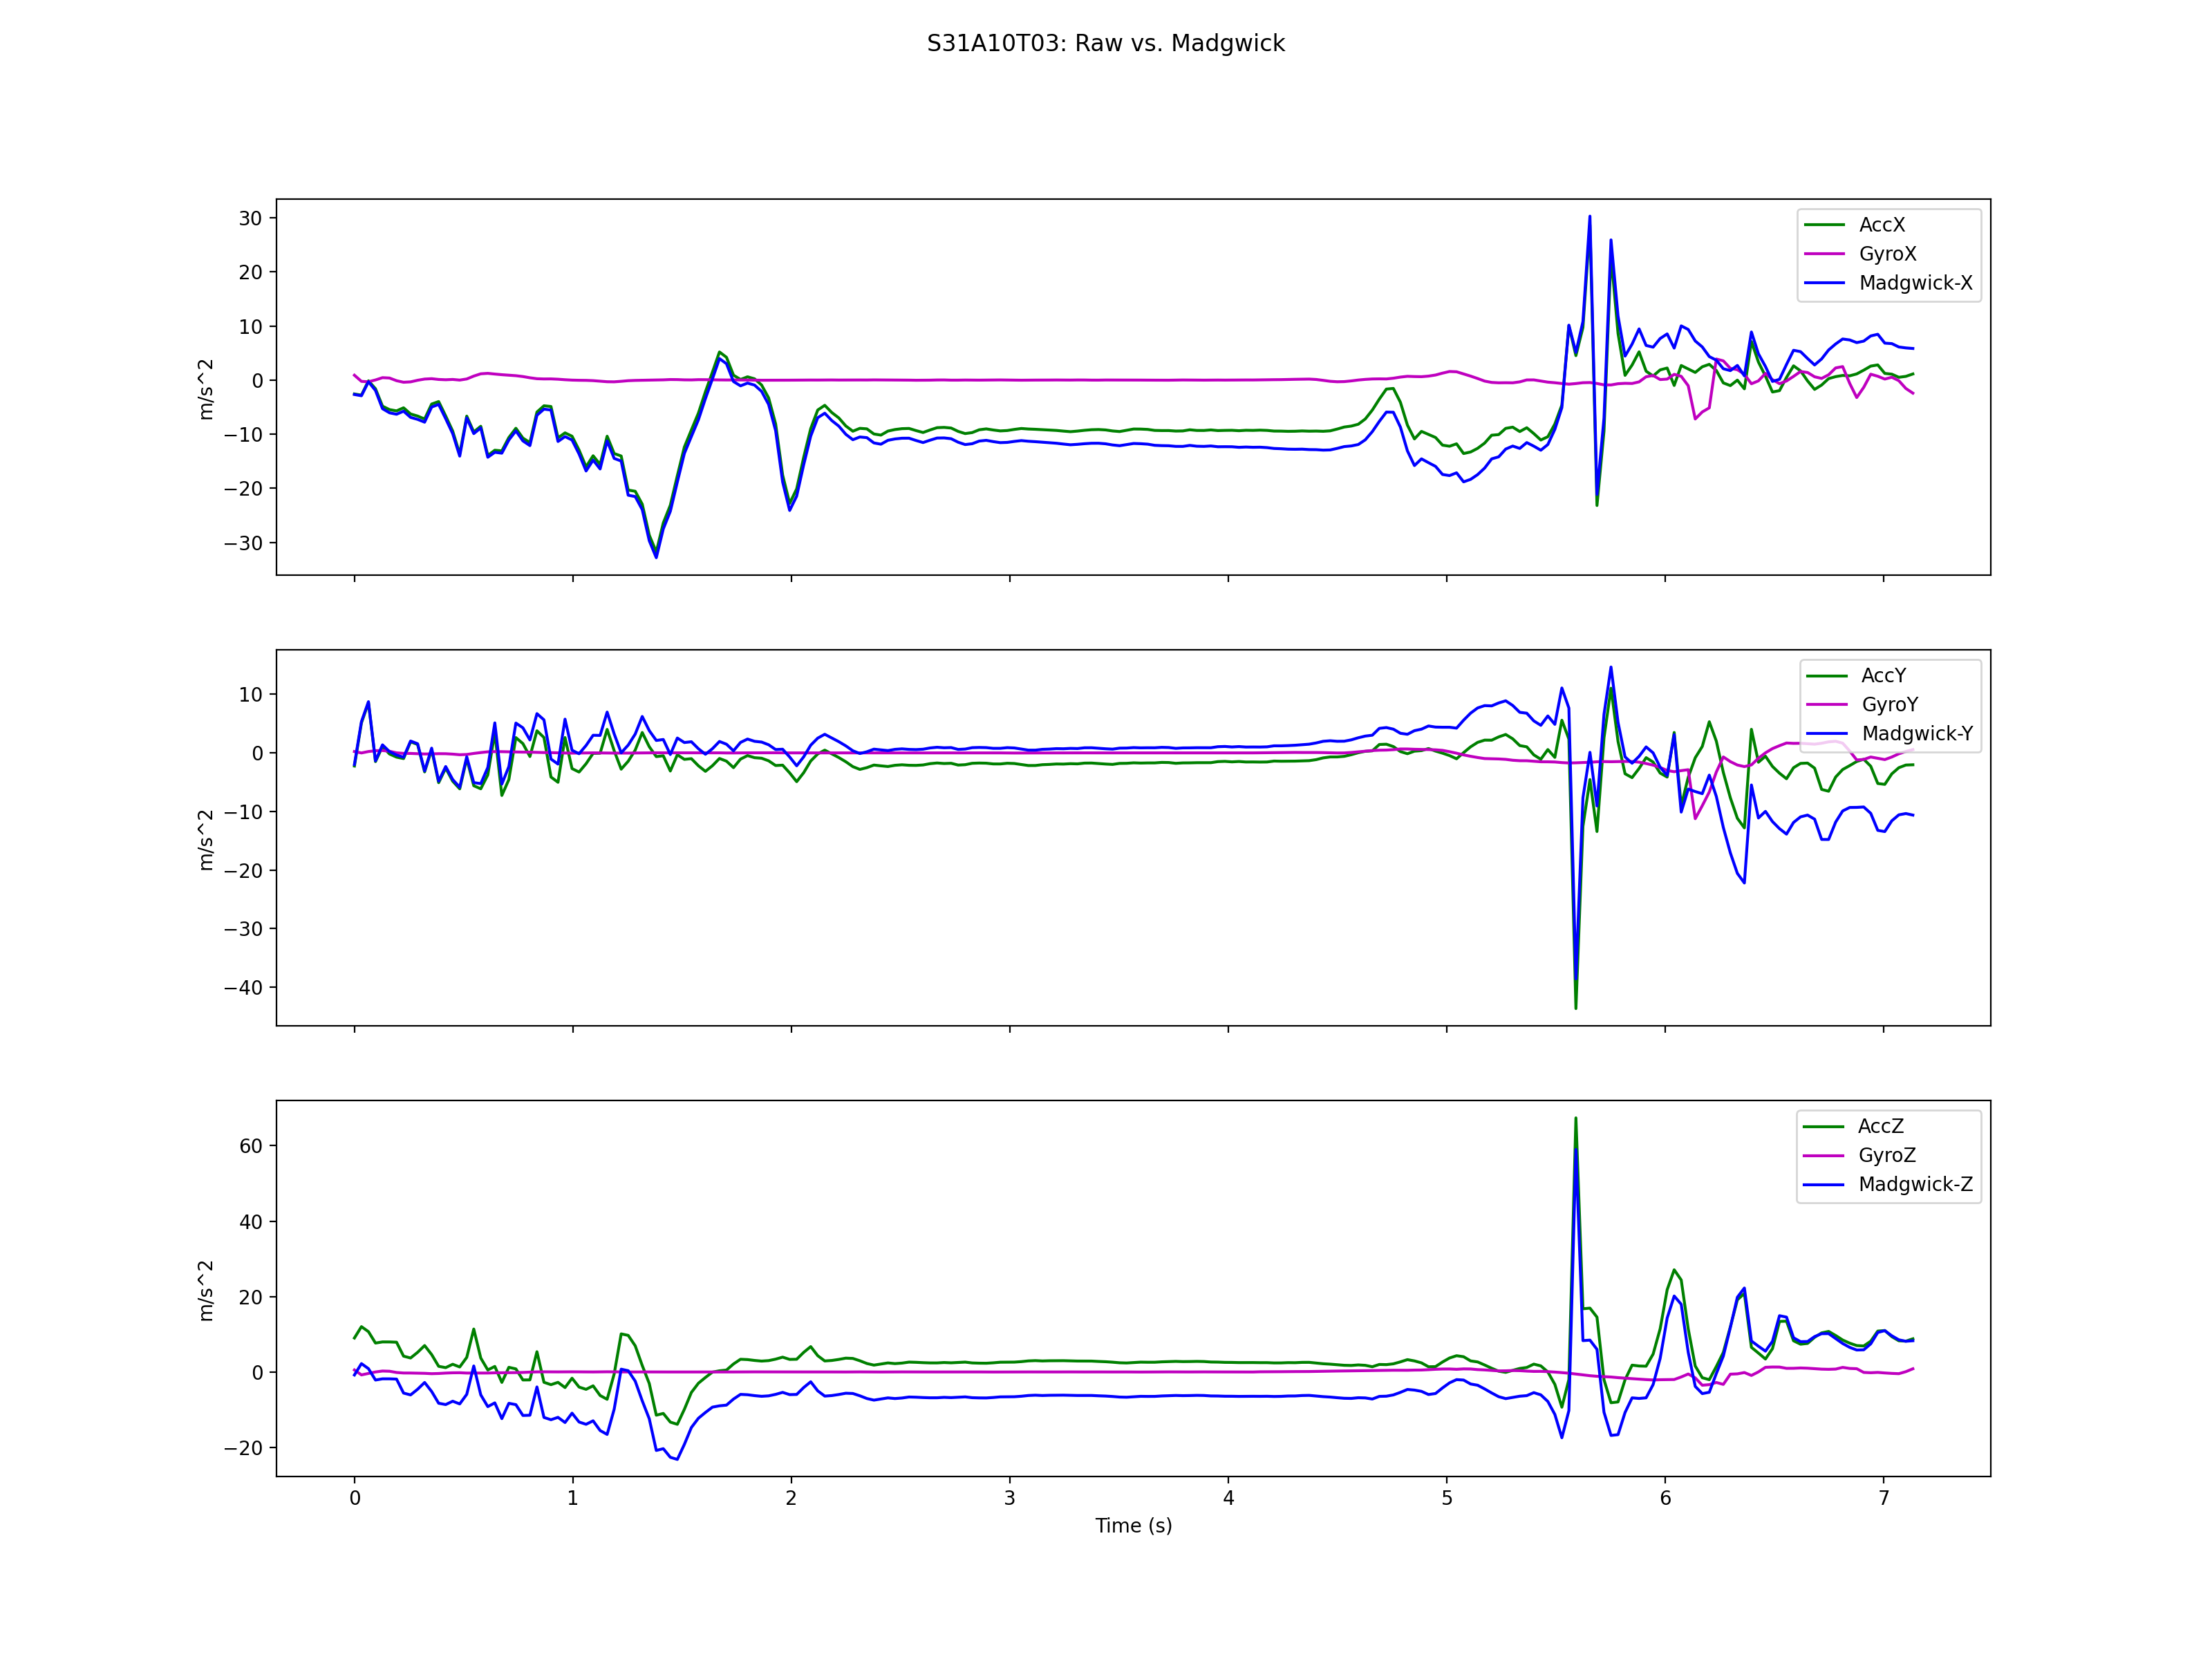 S31A10T03: Raw vs. Madgwick
30
20
10
0
−10
−20
−30
m/s^2
AccX
GyroX
Madgwick-X
10
0
−10
−20
−30
−40
m/s^2
AccY
GyroY
Madgwick-Y
60
40
20
0
−20
m/s^2
AccZ
GyroZ
Madgwick-Z
0 1 2 3 4 5 6 7
Time (s)